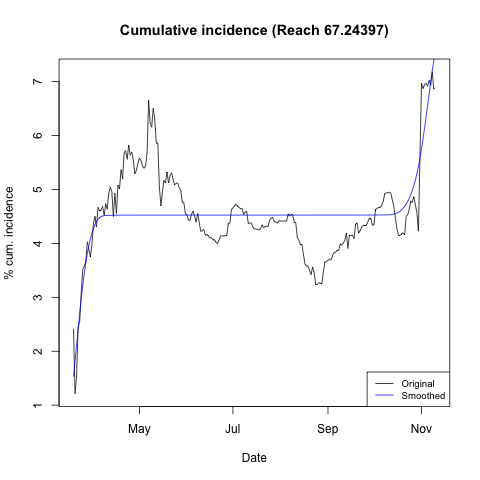 Cumulative incidence (Reach 67.24397)
% cum. incidence
7
6
5
4
3
2
1
May
Jul
Sep
Nov
Date
Original
Smoothed